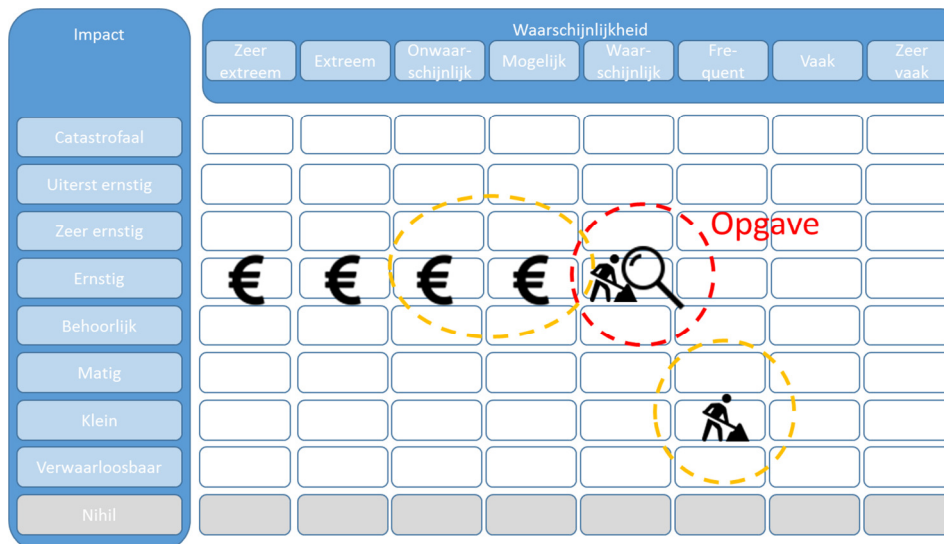 Impact
Waarschijnlijkheid
Zeer
extreem
Extreem
Onwaar-
schijnlijk
Mogelijk
Waar-
schijnlijk
Fre-
quent
Vaak
Zeer
vaak
Catastrofaal
Uiterst ernstig
Zeer ernstig
Opgave
Ernstig
€ € € €
Behoorlijk
Matig
Klein
Verwaarloosbaar
Nihil